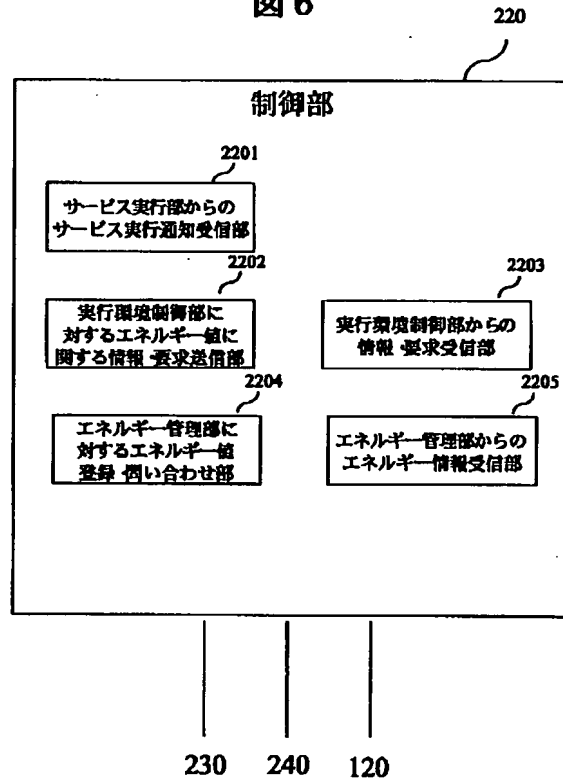 図6
220
制御部
2201
サービス実行部からの
サービス実行通知受信部
2202
実行環境制御部に
対するエネルギー値に
関する情報・要求送信部
2203
実行環境制御部からの
情報・要求受信部
2204
エネルギー管理部に
対するエネルギー値
登録・問い合わせ部
2205
エネルギー管理部からの
エネルギー情報受信部
230 240 120